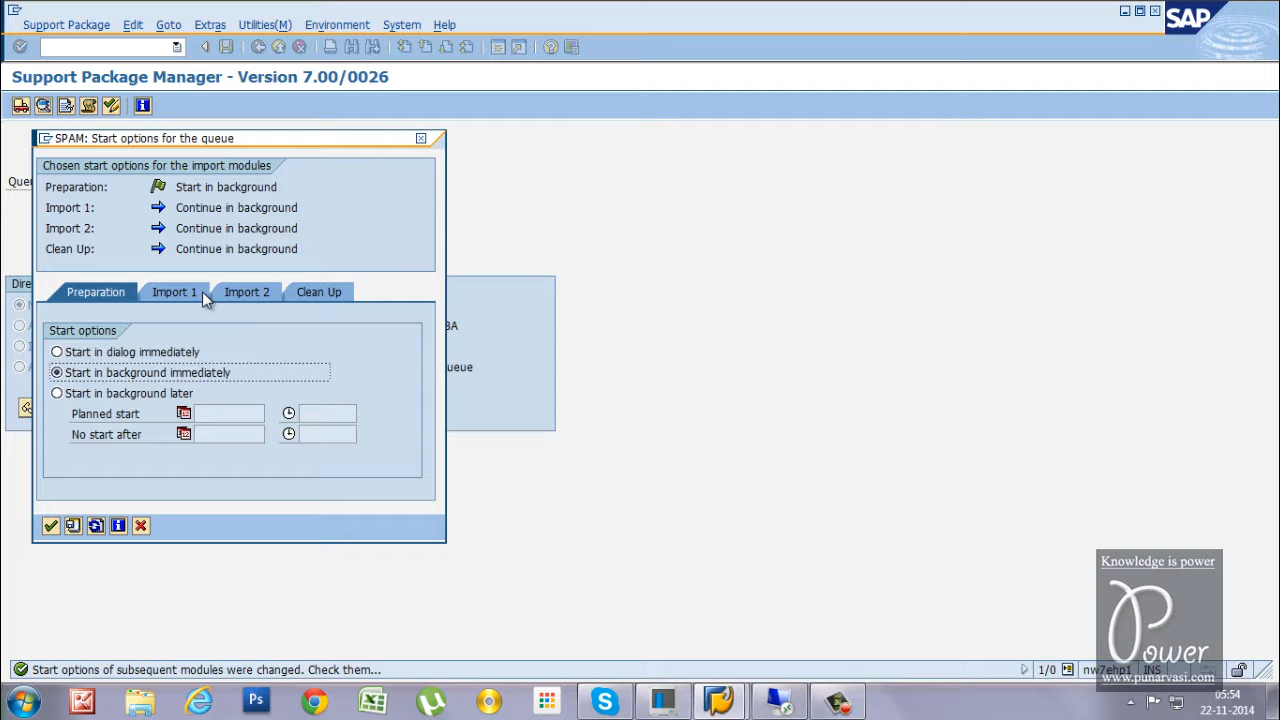 Support Package Edit Goto Extras Utilities(M) Environment System Help
SAP
Support Package Manager - Version 7.00/0026
SPAM: Start options for the queue
Chosen start options for the import modules
Preparation: Start in background
Import 1: Continue in background
Import 2: Continue in background
Clean Up: Continue in background
Preparation Import 1 Import 2 Clean Up
Start options
Start in dialog immediately
Start in background immediately
Start in background later
Planned start
No start after
Knowledge is power
Power
www.punarvasi.com
Start options of subsequent modules were changed. Check them...
1/0 nw7ehp1 INS
05:54
22-11-2014